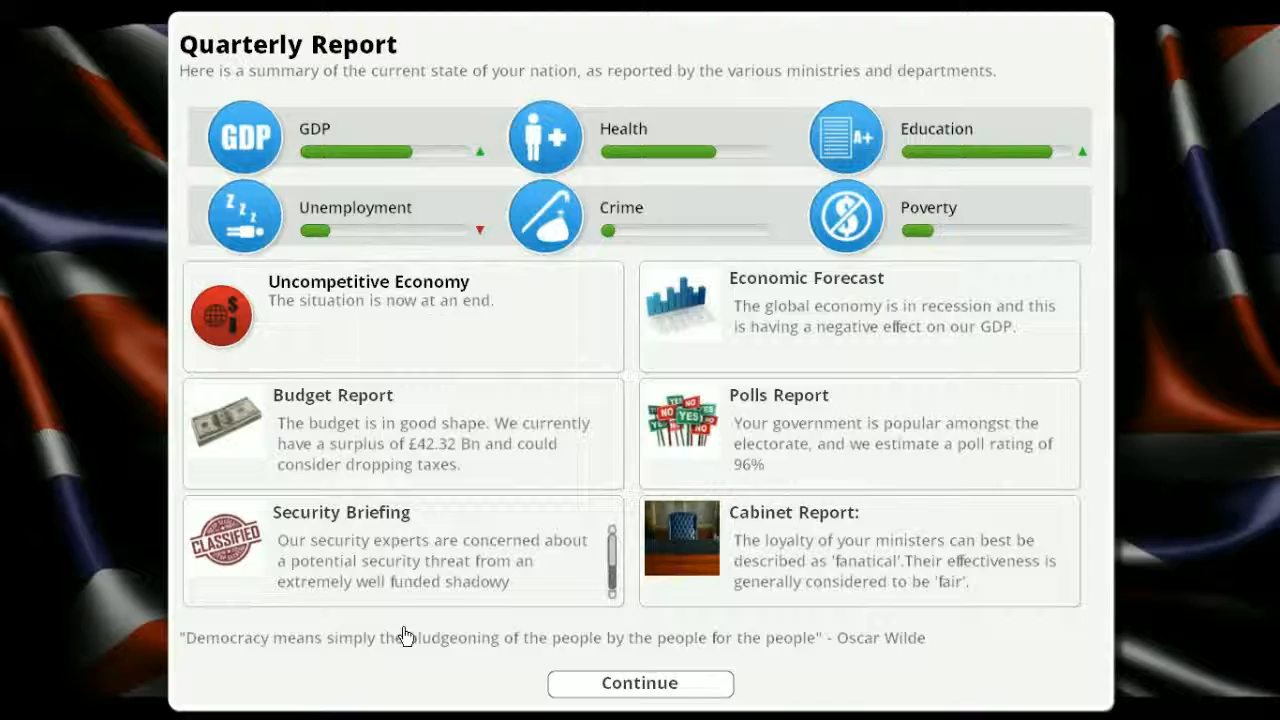 Quarterly Report
Here is a summary of the current state of your nation, as reported by the various ministries and departments.
GDP
GDP
Health
A+
Education
Z Z Z
Unemployment
Crime
$
Poverty
$
Uncompetitive Economy
The situation is now at an end.
Economic Forecast
The global economy is in recession and this
is having a negative effect on our GDP.
Budget Report
The budget is in good shape. We currently
have a surplus of £42.32 Bn and could
consider dropping taxes.
NO YES NO
NO YES
NO
Polls Report
Your government is popular amongst the
electorate, and we estimate a poll rating of
96%
CLASSIFIED
Security Briefing
Our security experts are concerned about
a potential security threat from an
extremely well funded shadowy
Cabinet Report:
The loyalty of your ministers can best be
described as 'fanatical'.Their effectiveness is
generally considered to be 'fair'.
"Democracy means simply the bludgeoning of the people by the people for the people" - Oscar Wilde
Continue